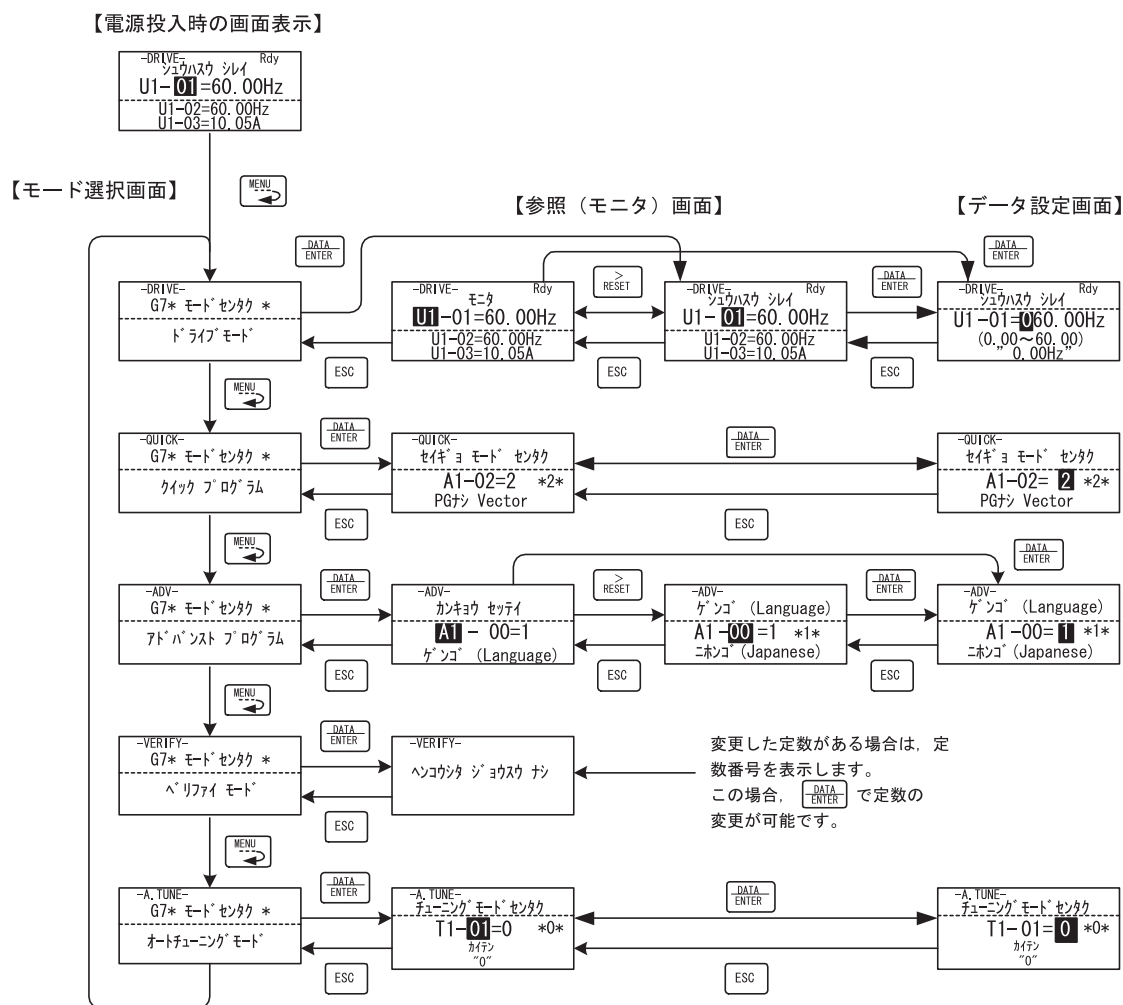 【電源投入時の画面表示】
-DRIVE- Rdy
シュウハスウ シレイ
U1-01=60.00Hz
U1-02=60.00Hz
U1-03=10.05A
【モード選択画面】
MENU
【参照（モニタ）画面】
【データ設定画面】
DATA
ENTER
>
RESET
DATA
ENTER
DATA
ENTER
-DRIVE-
G7* モードセンタク *
ドライブモード
-DRIVE- Rdy
モニタ
U1-01=60.00Hz
U1-02=60.00Hz
U1-03=10.05A
-DRIVE- Rdy
シュウハスウ シレイ
U1-01=60.00Hz
U1-02=60.00Hz
U1-03=10.05A
-DRIVE- Rdy
シュウハスウ シレイ
U1-01=060.00Hz
(0.00～60.00)
" 0.00Hz"
ESC
ESC
ESC
MENU
DATA
ENTER
DATA
ENTER
-QUICK-
G7* モードセンタク *
クイック プログラム
-QUICK-
セイギョ モード センタク
A1-02=2 *2*
PGナシ Vector
-QUICK-
セイギョ モード センタク
A1-02= 2 *2*
PGナシ Vector
ESC
ESC
MENU
DATA
ENTER
>
RESET
DATA
ENTER
DATA
ENTER
-ADV-
G7* モードセンタク *
アドバンスト プログラム
-ADV-
カンキョウ セッテイ
A1 - 00=1
ゲンゴ (Language)
-ADV-
ゲンゴ (Language)
A1 -00 =1 *1*
ニホンゴ (Japanese)
-ADV-
ゲンゴ (Language)
A1 -00= 1 *1*
ニホンゴ (Japanese)
ESC
ESC
ESC
MENU
DATA
ENTER
-VERIFY-
G7* モードセンタク *
ベリファイ モード
-VERIFY-
ヘンコウシタ ジョウスウ ナシ
変更した定数がある場合は，定
数番号を表示します。
この場合， DATA ENTER で定数の
変更が可能です。
ESC
MENU
DATA
ENTER
DATA
ENTER
-A.TUNE-
G7* モードセンタク *
オートチューニングモード
-A.TUNE-
チューニングモードセンタク
T1-01=0 *0*
カイテン
"0"
-A.TUNE-
チューニングモードセンタク
T1-01= 0 *0*
カイテン
"0"
ESC
ESC